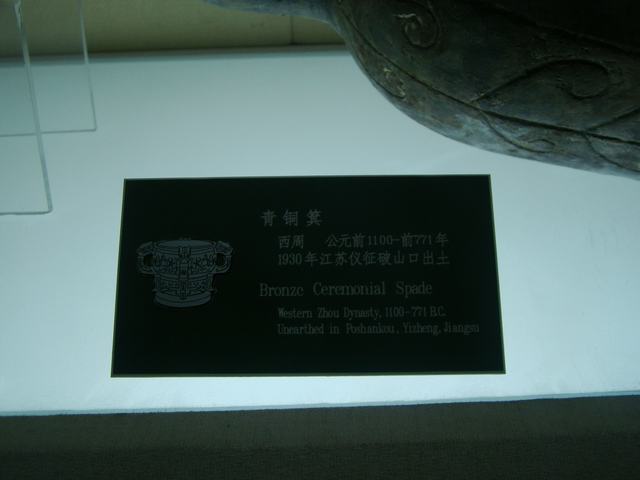 青铜箕
西周 公元前1100-前771年
1930年江苏仪征破山口出土
Bronze Ceremonial Spade
Western Zhou Dynasty, 1100-771 B.C.
Unearthed in Poshankou, Yizheng, Jiangsu